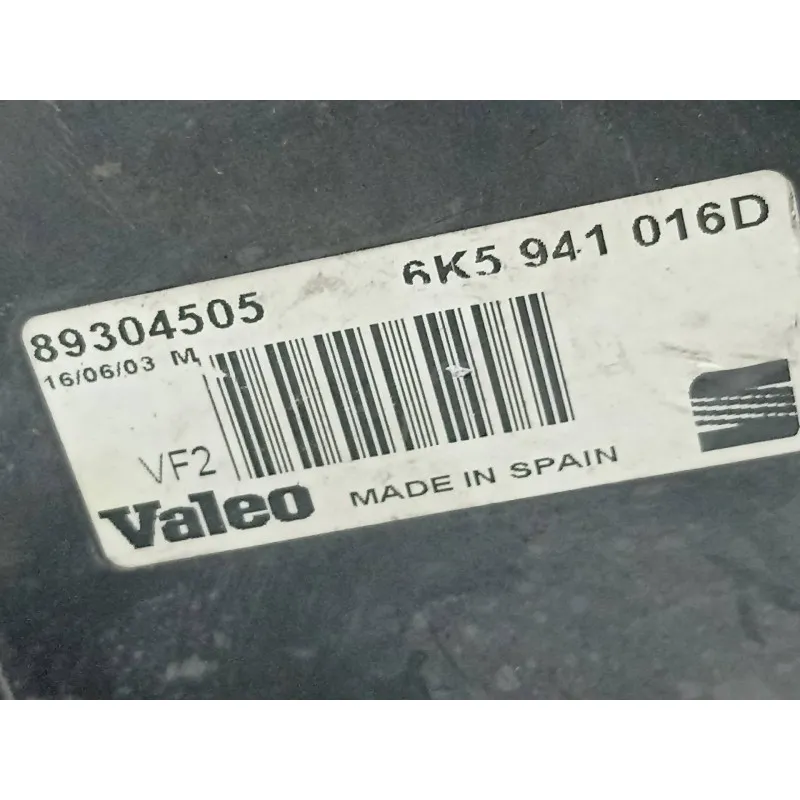 89304505 6K5 941 016D
16/06/03 M
VF2
Valeo MADE IN SPAIN